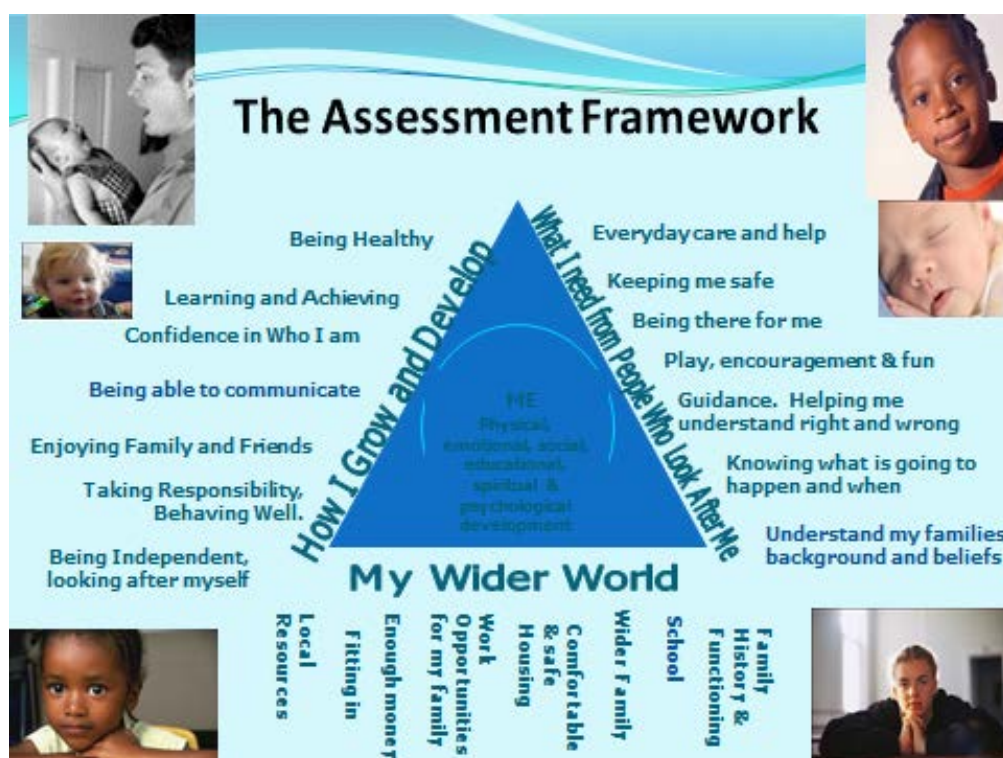 The Assessment Framework
Being Healthy
Learning and Achieving
Confidence in Who I am
Being able to communicate
Enjoying Family and Friends
Taking Responsibility,
Behaving Well.
Being Independent,
looking after myself
How I Grow and Develop
What I need from People Who Look After Me
Everyday care and help
Keeping me safe
Being there for me
Play, encouragement & fun
Guidance. Helping me
understand right and wrong
Knowing what is going to
happen and when
Understand my families
background and beliefs
ME
Physical,
emotional, social,
educational,
spiritual &
psychological
development
My Wider World
Local
Resources
Fitting in
Enough money
for my family
Work
Opportunities
Comfortable
& safe
Housing
Wider Family
School
Family
History &
Functioning